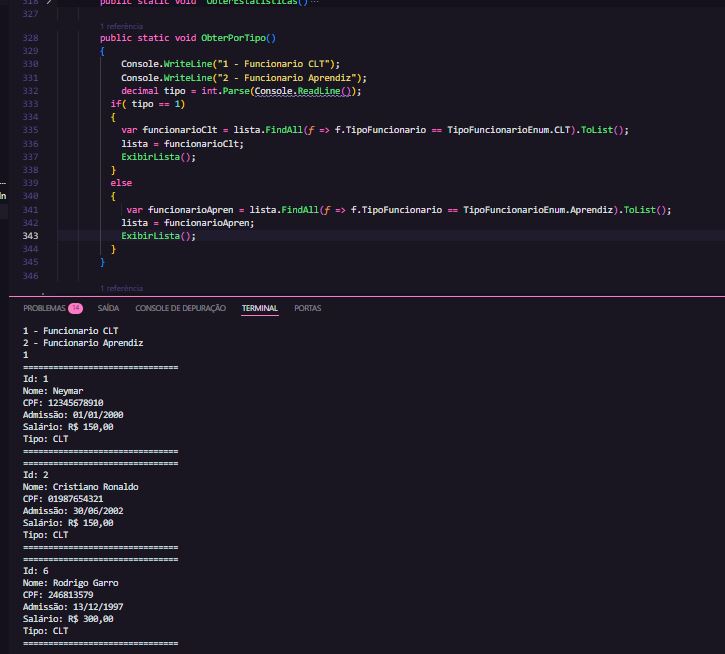 318 public static void ObterEstatisticas() ...
327
1 referência
328 public static void ObterPorTipo()
329 {
330 Console.WriteLine("1 - Funcionario CLT");
331 Console.WriteLine("2 - Funcionario Aprendiz");
332 decimal tipo = int.Parse(Console.ReadLine());
333 if( tipo == 1)
334 {
335 var funcionarioClt = lista.FindAll(f => f.TipoFuncionario == TipoFuncionarioEnum.CLT).ToList();
336 lista = funcionarioClt;
337 ExibirLista();
338 }
339 else
340 {
341 var funcionarioApren = lista.FindAll(f => f.TipoFuncionario == TipoFuncionarioEnum.Aprendiz).ToList();
342 lista = funcionarioApren;
343 ExibirLista();
344 }
345 }
346
1 referência
PROBLEMAS 14 SAÍDA CONSOLE DE DEPURAÇÃO TERMINAL PORTAS
1 - Funcionario CLT
2 - Funcionario Aprendiz
1
==============================
Id: 1
Nome: Neymar
CPF: 12345678910
Admissão: 01/01/2000
Salário: R$ 150,00
Tipo: CLT
==============================
==============================
Id: 2
Nome: Cristiano Ronaldo
CPF: 01987654321
Admissão: 30/06/2002
Salário: R$ 150,00
Tipo: CLT
==============================
==============================
Id: 6
Nome: Rodrigo Garro
CPF: 246813579
Admissão: 13/12/1997
Salário: R$ 300,00
Tipo: CLT
==============================